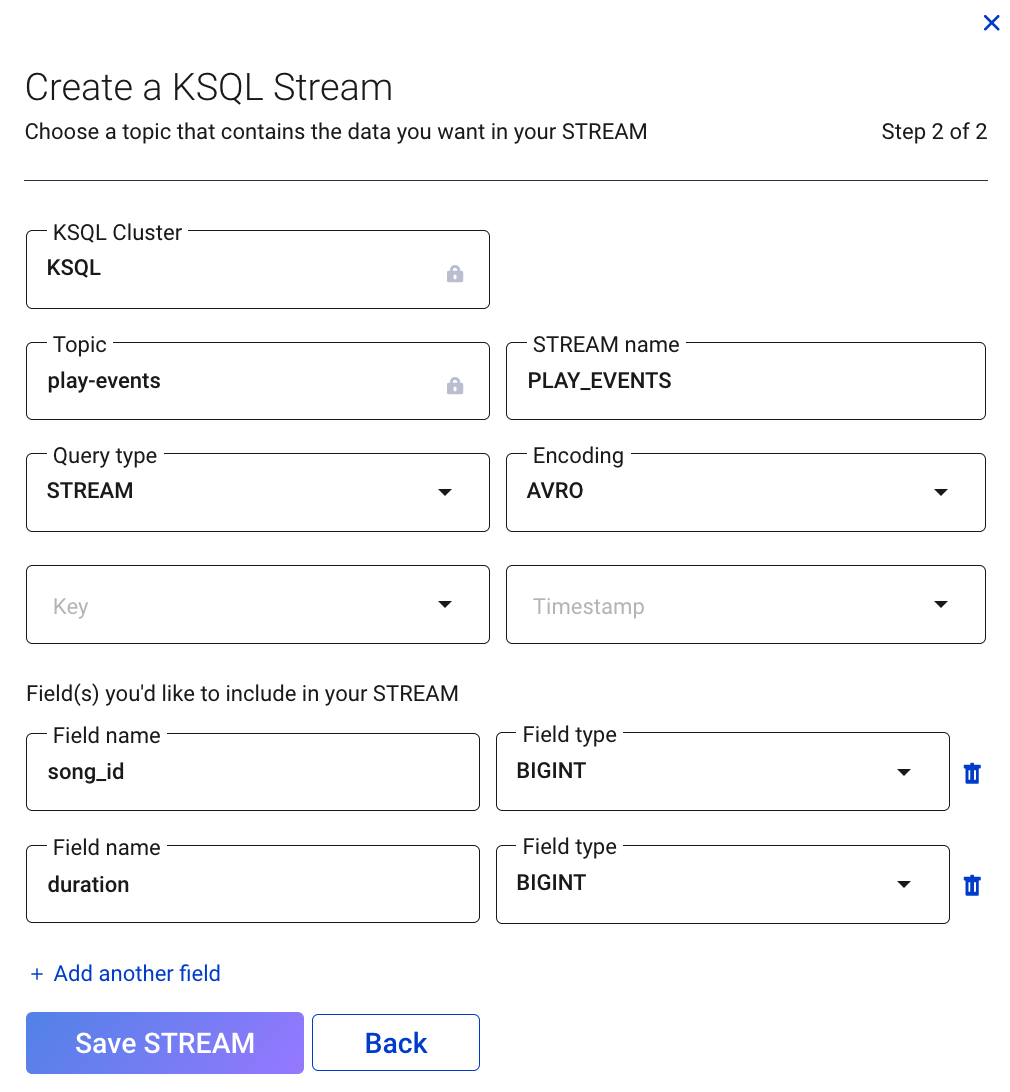 Create a KSQL Stream
Choose a topic that contains the data you want in your STREAM
Step 2 of 2
KSQL Cluster
KSQL
Topic
play-events
STREAM name
PLAY_EVENTS
Query type
STREAM
Encoding
AVRO
Key
Timestamp
Field(s) you'd like to include in your STREAM
Field name
song_id
Field type
BIGINT
Field name
duration
Field type
BIGINT
+ Add another field
Save STREAM
Back